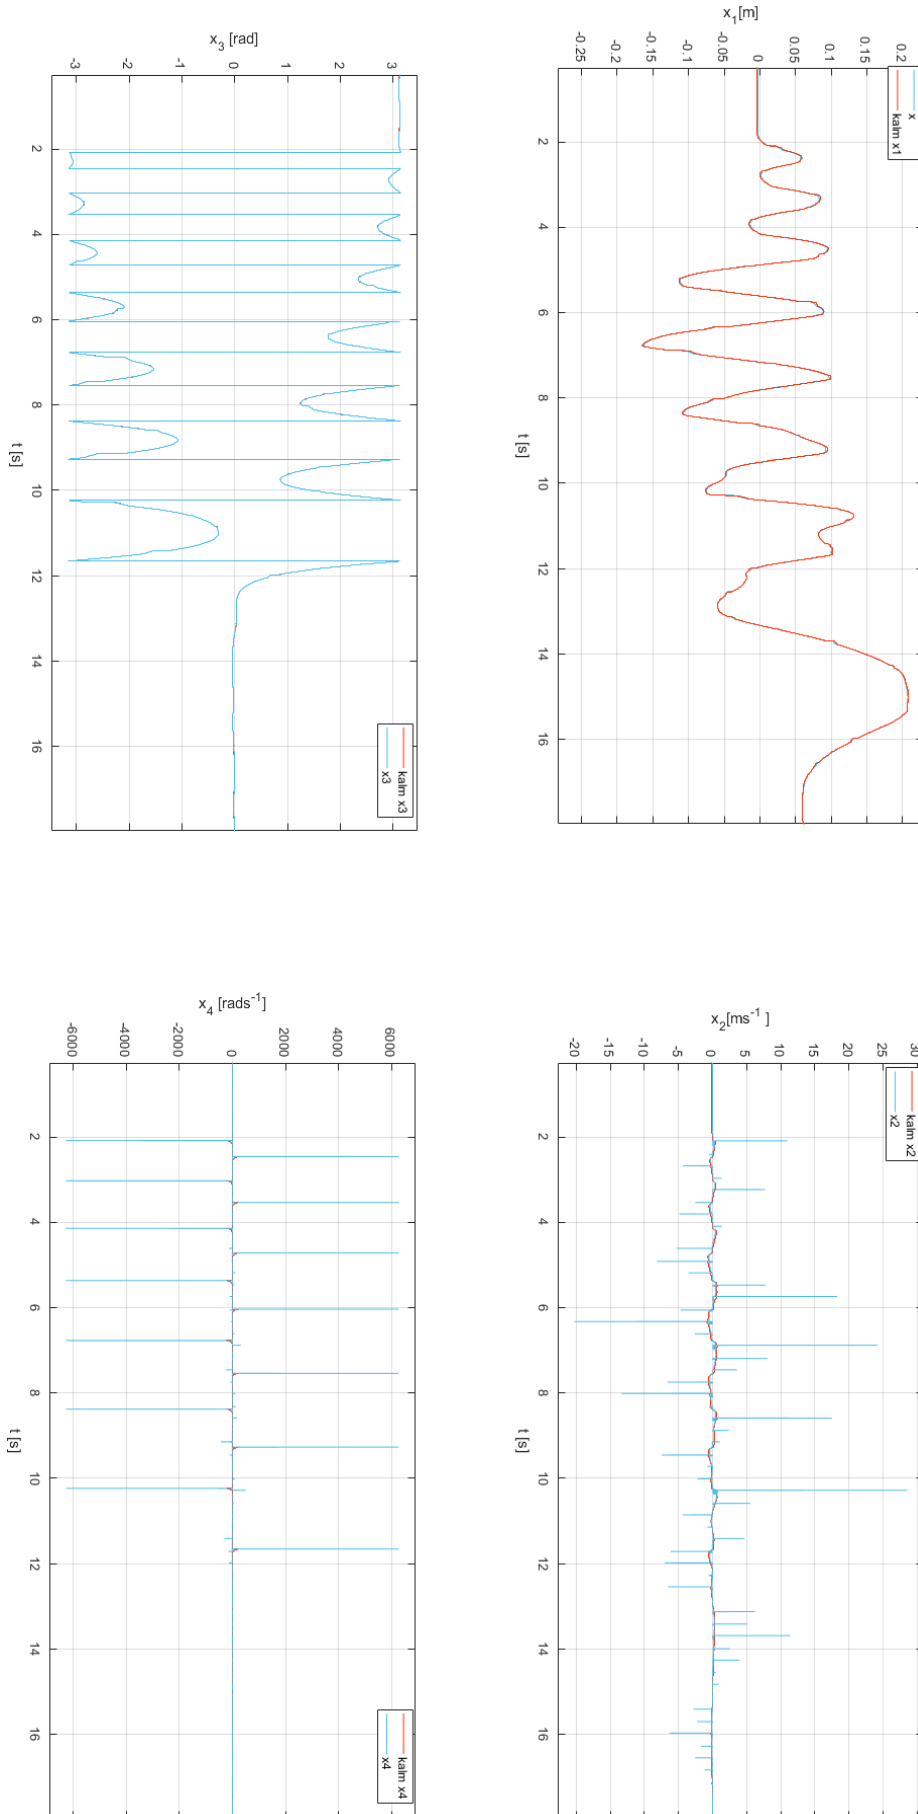 x
kalm x1
x₁[m]
0.2
0.15
0.1
0.05
0
-0.05
-0.1
-0.15
-0.2
-0.25
2 4 6 8 10 12 14 16
t [s]
kalm x2
x2
x₂[ms⁻¹ ]
30
25
20
15
10
5
0
-5
-10
-15
-20
2 4 6 8 10 12 14 16
t [s]
kalm x3
x3
x₃ [rad]
3
2
1
0
-1
-2
-3
2 4 6 8 10 12 14 16
t [s]
kalm x4
x4
x₄ [rads⁻¹]
6000
4000
2000
0
-2000
-4000
-6000
2 4 6 8 10 12 14 16
t [s]